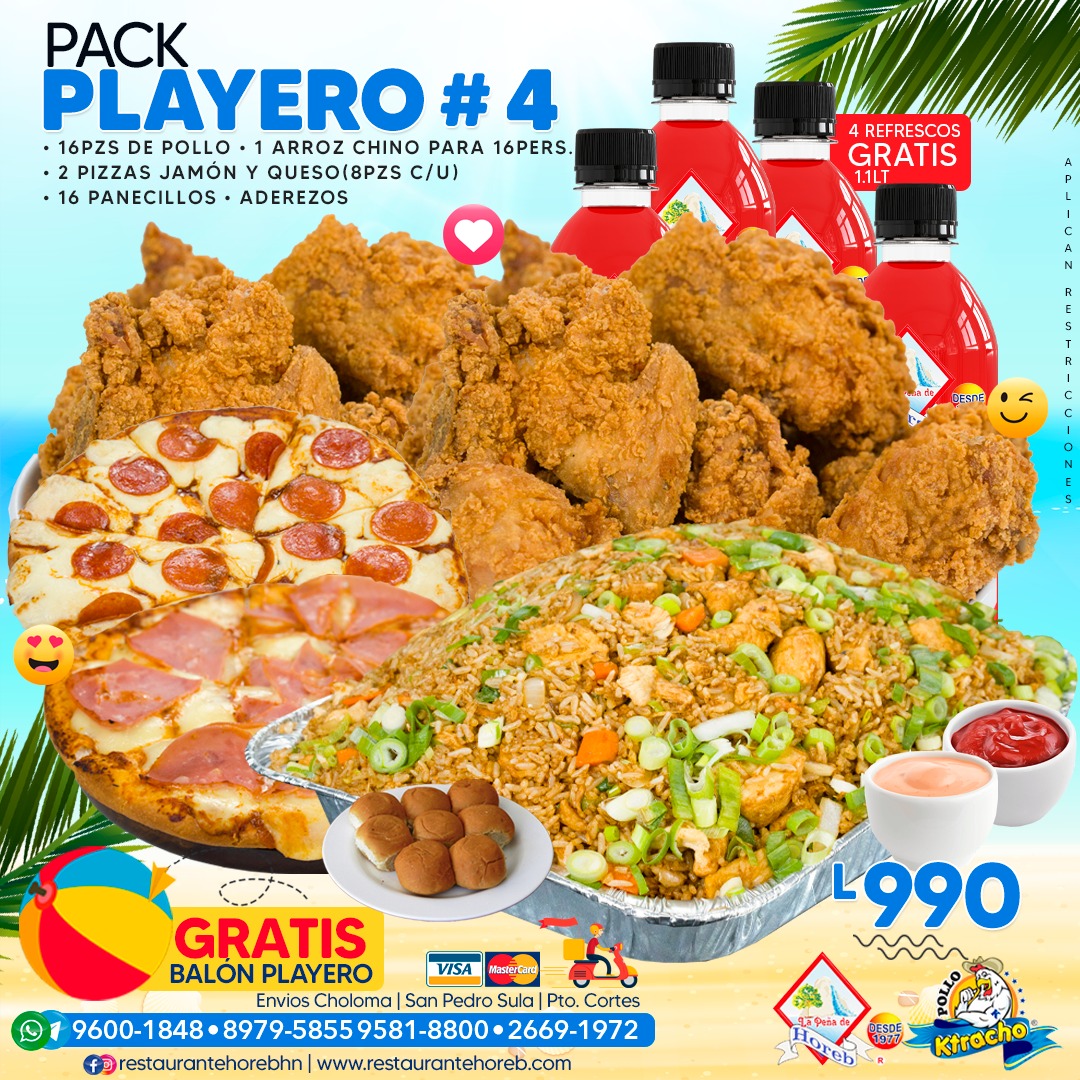 PACK
PLAYERO # 4
• 16PZS DE POLLO • 1 ARROZ CHINO PARA 16PERS.
• 2 PIZZAS JAMÓN Y QUESO(8PZS C/U)
• 16 PANECILLOS • ADEREZOS
4 REFRESCOS
GRATIS
1.1LT
APLICAN RESTRICCIONES
DESDE
L990
GRATIS
BALÓN PLAYERO
VISA MasterCard
Envios Choloma | San Pedro Sula | Pto. Cortes
9600-1848 • 8979-5855 9581-8800 • 2669-1972
restaurantehorebhn | www.restaurantehoreb.com
La Peña de
Horeb
DESDE
1977
R
POLLO
Ktracho
®